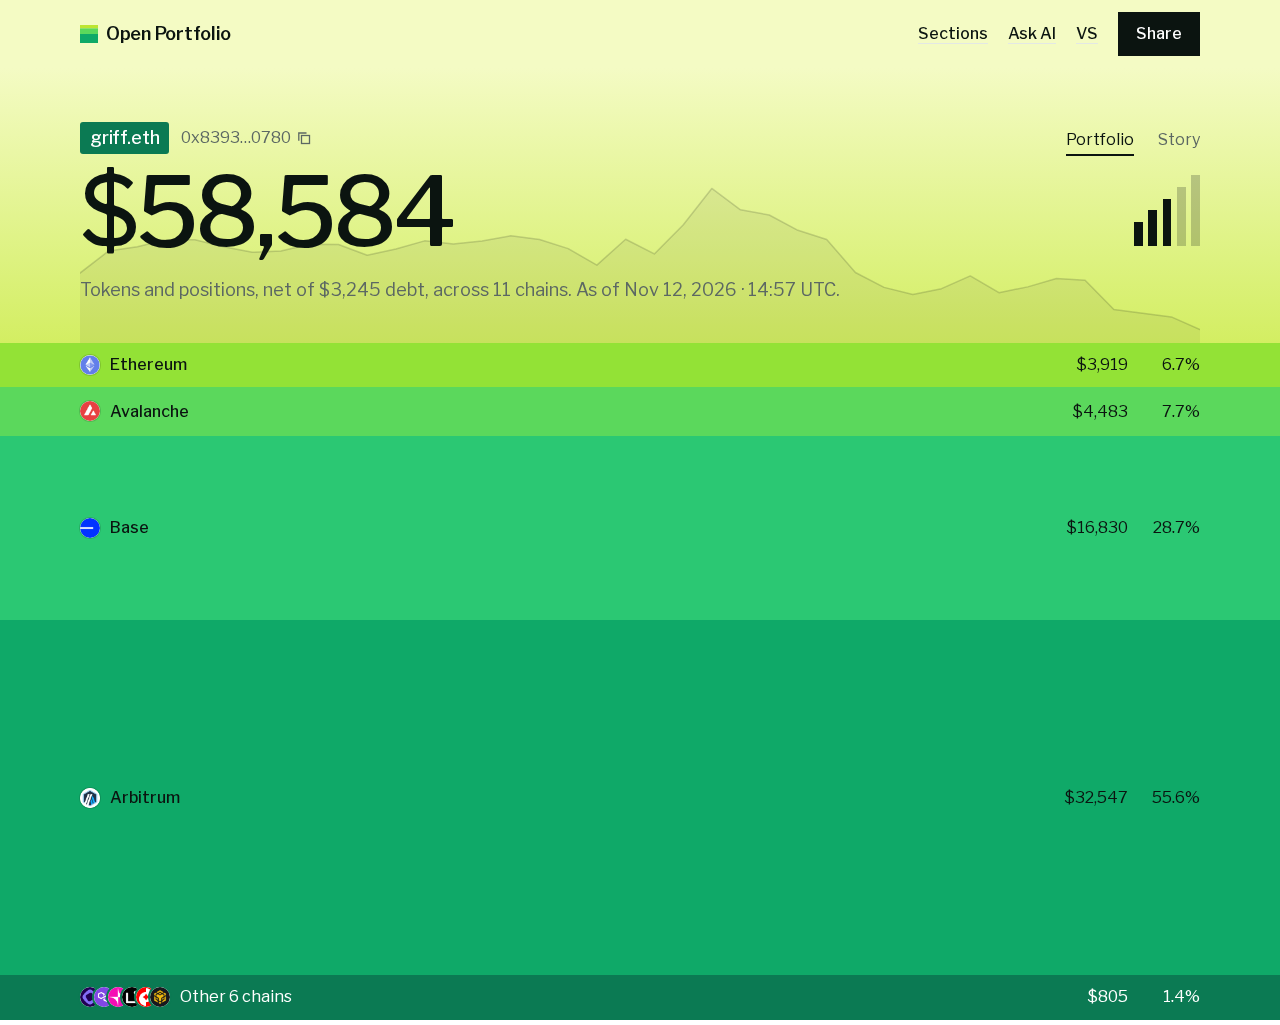 Open Portfolio
Sections Ask AI VS Share
griff.eth 0x8393...0780
Portfolio Story
$58,584
Tokens and positions, net of $3,245 debt, across 11 chains. As of Nov 12, 2026 · 14:57 UTC.
Ethereum $3,919 6.7%
Avalanche $4,483 7.7%
Base $16,830 28.7%
Arbitrum $32,547 55.6%
Other 6 chains $805 1.4%